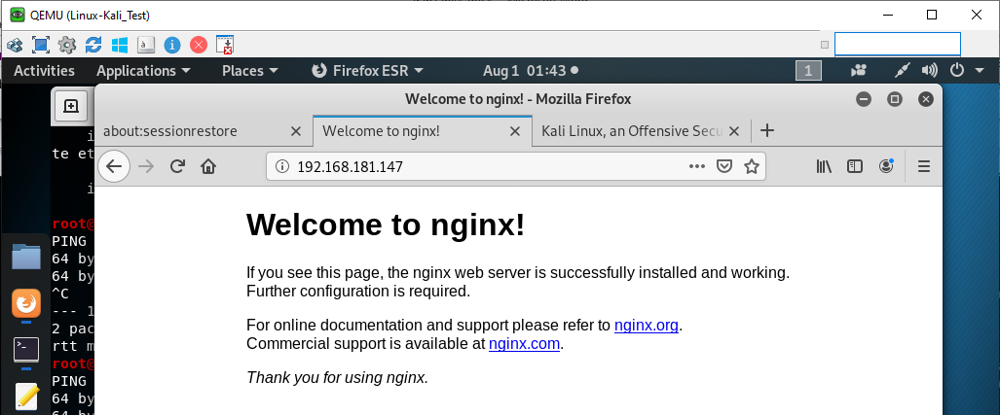 QEMU (Linux-Kali_Test)
Activities Applications Places Firefox ESR Aug 1 01:43 1
Welcome to nginx! - Mozilla Firefox
about:sessionrestore Welcome to nginx! Kali Linux, an Offensive Secu
192.168.181.147
i
te et
i
root@
PING
64 by
64 by
^C
--- 1
2 pac
rtt m
root@
PING
64 by
64 by
Welcome to nginx!
If you see this page, the nginx web server is successfully installed and working.
Further configuration is required.
For online documentation and support please refer to nginx.org.
Commercial support is available at nginx.com.
Thank you for using nginx.